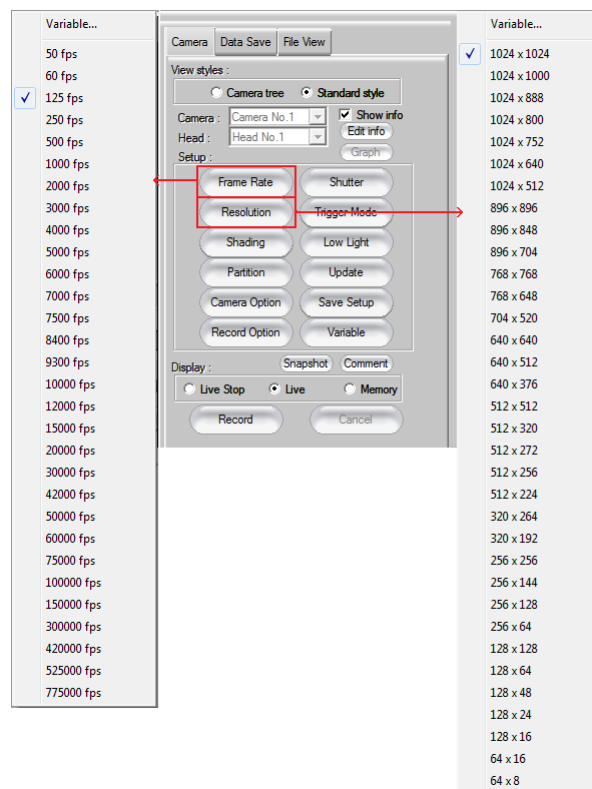 Variable...
50 fps
60 fps
125 fps
250 fps
500 fps
1000 fps
2000 fps
3000 fps
4000 fps
5000 fps
6000 fps
7000 fps
7500 fps
8400 fps
9300 fps
10000 fps
12000 fps
15000 fps
20000 fps
30000 fps
42000 fps
50000 fps
60000 fps
75000 fps
100000 fps
150000 fps
300000 fps
420000 fps
525000 fps
775000 fps
Camera Data Save File View
View styles :
Camera tree Standard style
Camera : Camera No.1 Show info
Head : Head No.1 Edit info
Setup : Graph
Frame Rate Shutter
Resolution Trigger Mode
Shading Low Light
Partition Update
Camera Option Save Setup
Record Option Variable
Display : Snapshot Comment
Live Stop Live Memory
Record Cancel
Variable...
1024 x 1024
1024 x 1000
1024 x 888
1024 x 800
1024 x 752
1024 x 640
1024 x 512
896 x 896
896 x 848
896 x 704
768 x 768
768 x 648
704 x 520
640 x 640
640 x 512
640 x 376
512 x 512
512 x 320
512 x 272
512 x 256
512 x 224
320 x 264
320 x 192
256 x 256
256 x 144
256 x 128
256 x 64
128 x 128
128 x 64
128 x 48
128 x 24
128 x 16
64 x 16
64 x 8